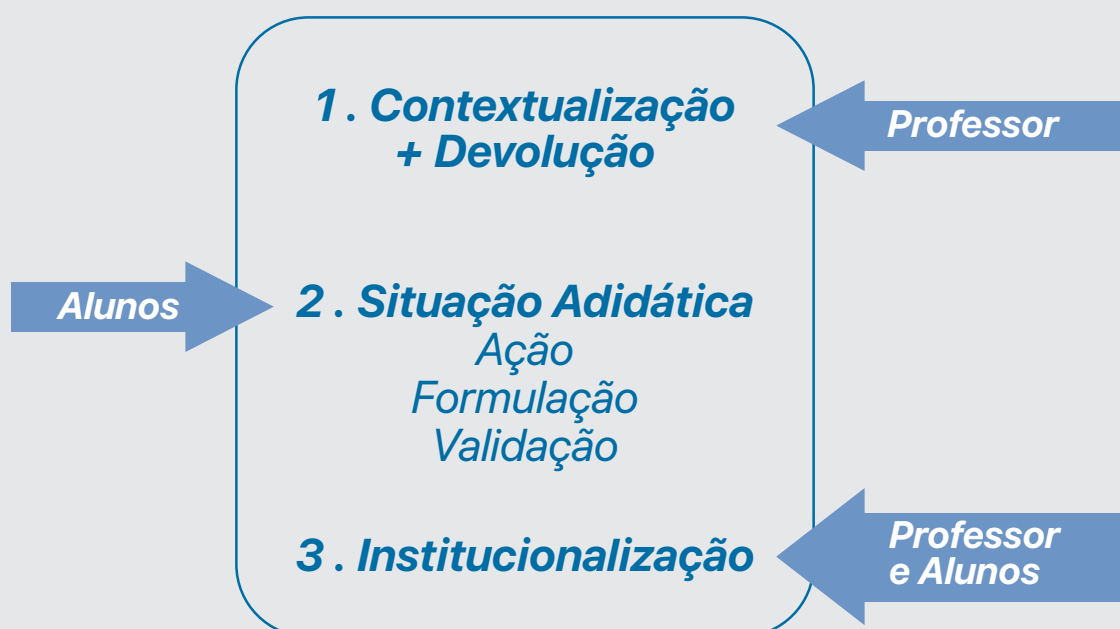 1 . Contextualização
+ Devolução
Professor
Alunos
2 . Situação Adidática
Ação
Formulação
Validação
3 . Institucionalização
Professor
e Alunos